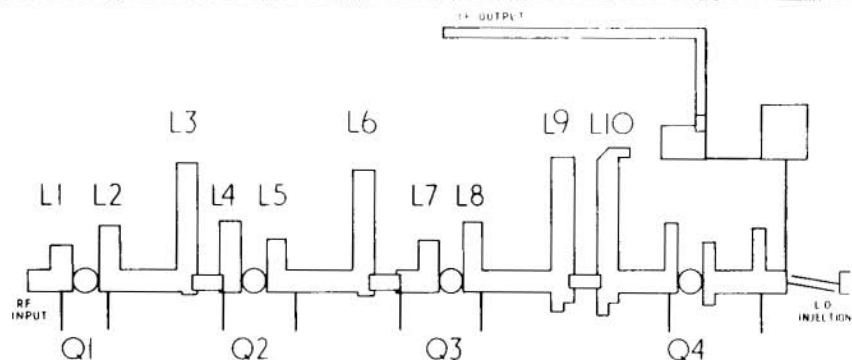 IF OUTPUT
L3
L6
L9
L10
L1
L2
L4
L5
L7
L8
RF
INPUT
L O
INJECTION
Q1
Q2
Q3
Q4